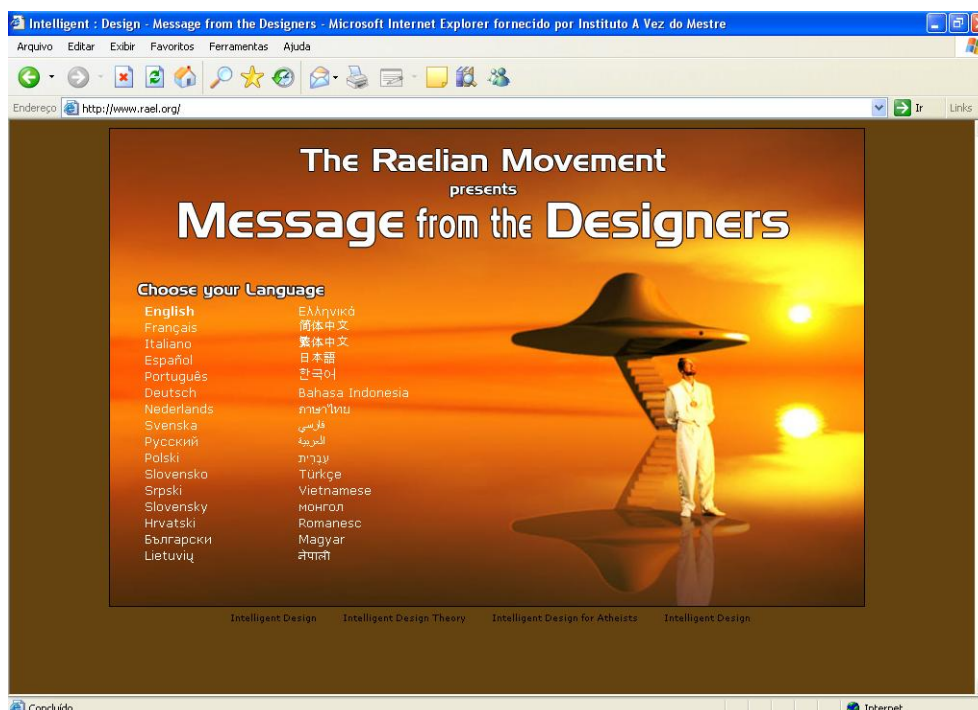 Intelligent : Design - Message from the Designers - Microsoft Internet Explorer fornecido por Instituto A Vez do Mestre
Arquivo Editar Exibir Favoritos Ferramentas Ajuda
Endereço http://www.rael.org/ Ir Links
The Raelian Movement
presents
Message from the Designers
Choose your Language
English
Français
Italiano
Español
Português
Deutsch
Nederlands
Svenska
Русский
Polski
Slovensko
Srpski
Slovensky
Hrvatski
Български
Lietuvių
Ελληνικά
简体中文
繁体中文
日本語
한국어
Bahasa Indonesia
ภาษาไทย
فارسي
العربية
עברית
Türkçe
Vietnamese
монгол
Romanesc
Magyar
नेपाली
Intelligent Design Intelligent Design Theory Intelligent Design for Atheists Intelligent Design
Concluído Internet